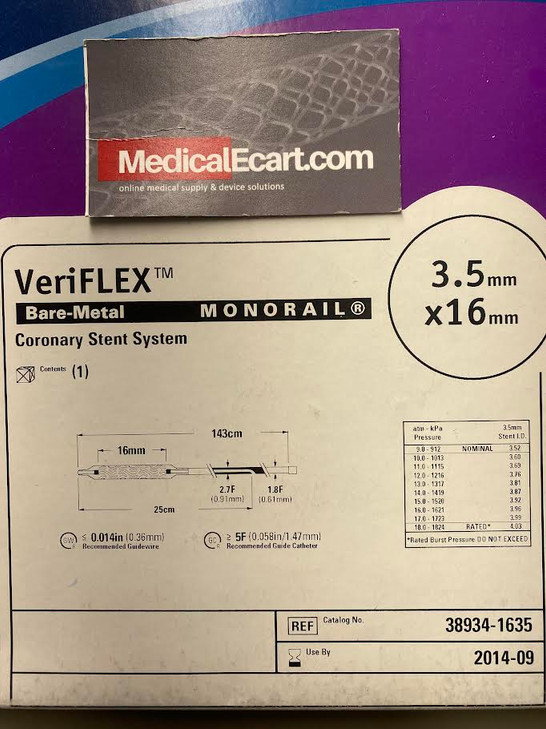 MedicalEcart.com
online medical supply & device solutions
VeriFLEX™
Bare-Metal MONORAIL®
Coronary Stent System
Contents (1)
3.5mm
x16mm
143cm
16mm
2.7F 1.8F
(0.91mm) (0.61mm)
25cm
GW ≤ 0.014in (0.36mm)
Recommended Guidewire
GC ≥ 5F (0.058in/1.47mm)
Recommended Guide Catheter
atm - kPa 3.5mm
Pressure Stent I.D.
9.0 - 912 NOMINAL 3.52
10.0 - 1013 3.60
11.0 - 1115 3.69
12.0 - 1216 3.76
13.0 - 1317 3.81
14.0 - 1419 3.87
15.0 - 1520 3.92
16.0 - 1621 3.96
17.0 - 1723 3.99
18.0 - 1824 RATED* 4.03
*Rated Burst Pressure. DO NOT EXCEED
REF Catalog No. 38934-1635
Use By 2014-09